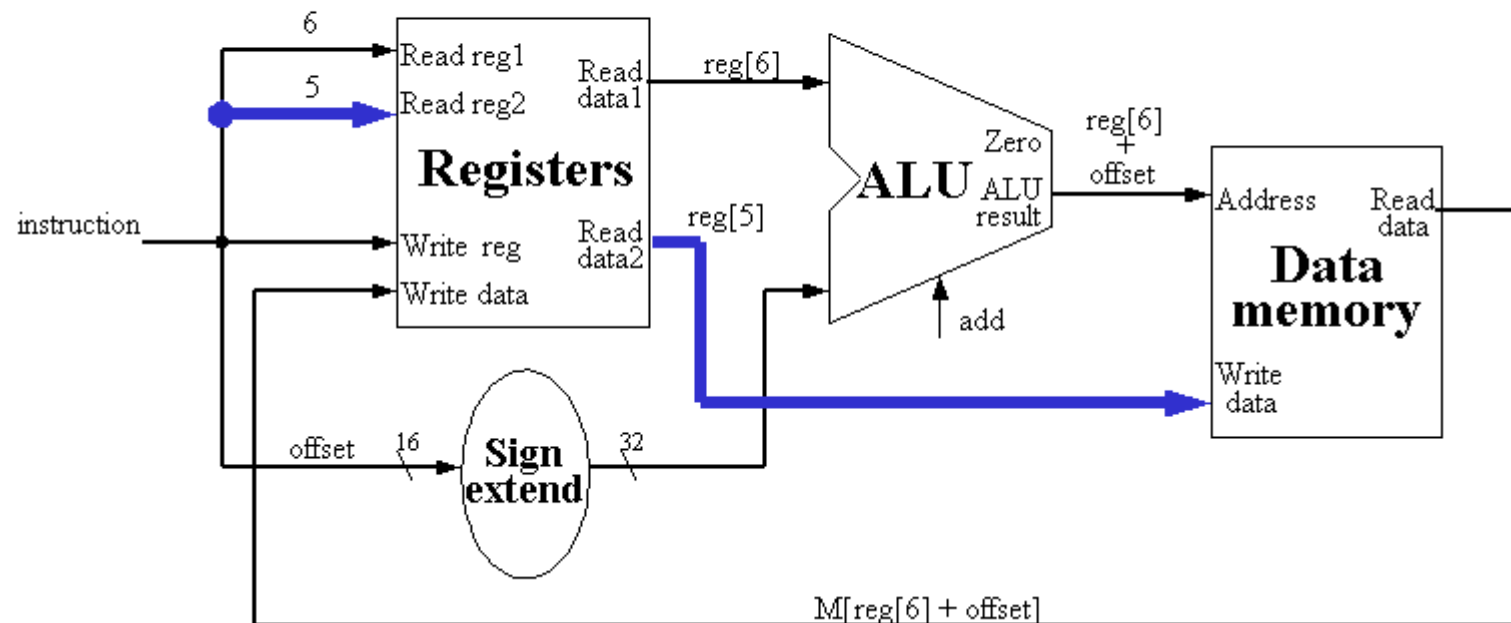 6
Read reg1
5
Read reg2
Registers
Read
data1
instruction
Write reg
Write data
Read
data2
reg[6]
reg[5]
Zero
ALU
ALU
result
add
reg[6]
+
offset
Address
Read
data
Data
memory
Write
data
offset
16
Sign
extend
32
M[reg[6] + offset]